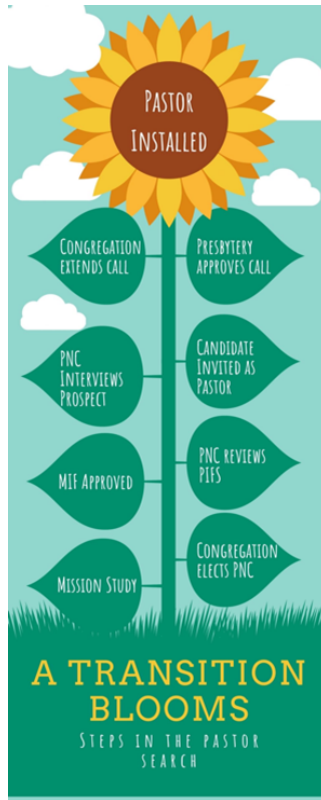 PASTOR
INSTALLED
CONGREGATION
EXTENDS CALL
PRESBYTERY
APPROVES CALL
PNC
INTERVIEWS
PROSPECT
CANDIDATE
INVITED AS
PASTOR
MIF APPROVED
PNC REVIEWS
PIFS
MISSION STUDY
CONGREGATION
ELECTS PNC
A TRANSITION
BLOOMS
STEPS IN THE PASTOR
SEARCH